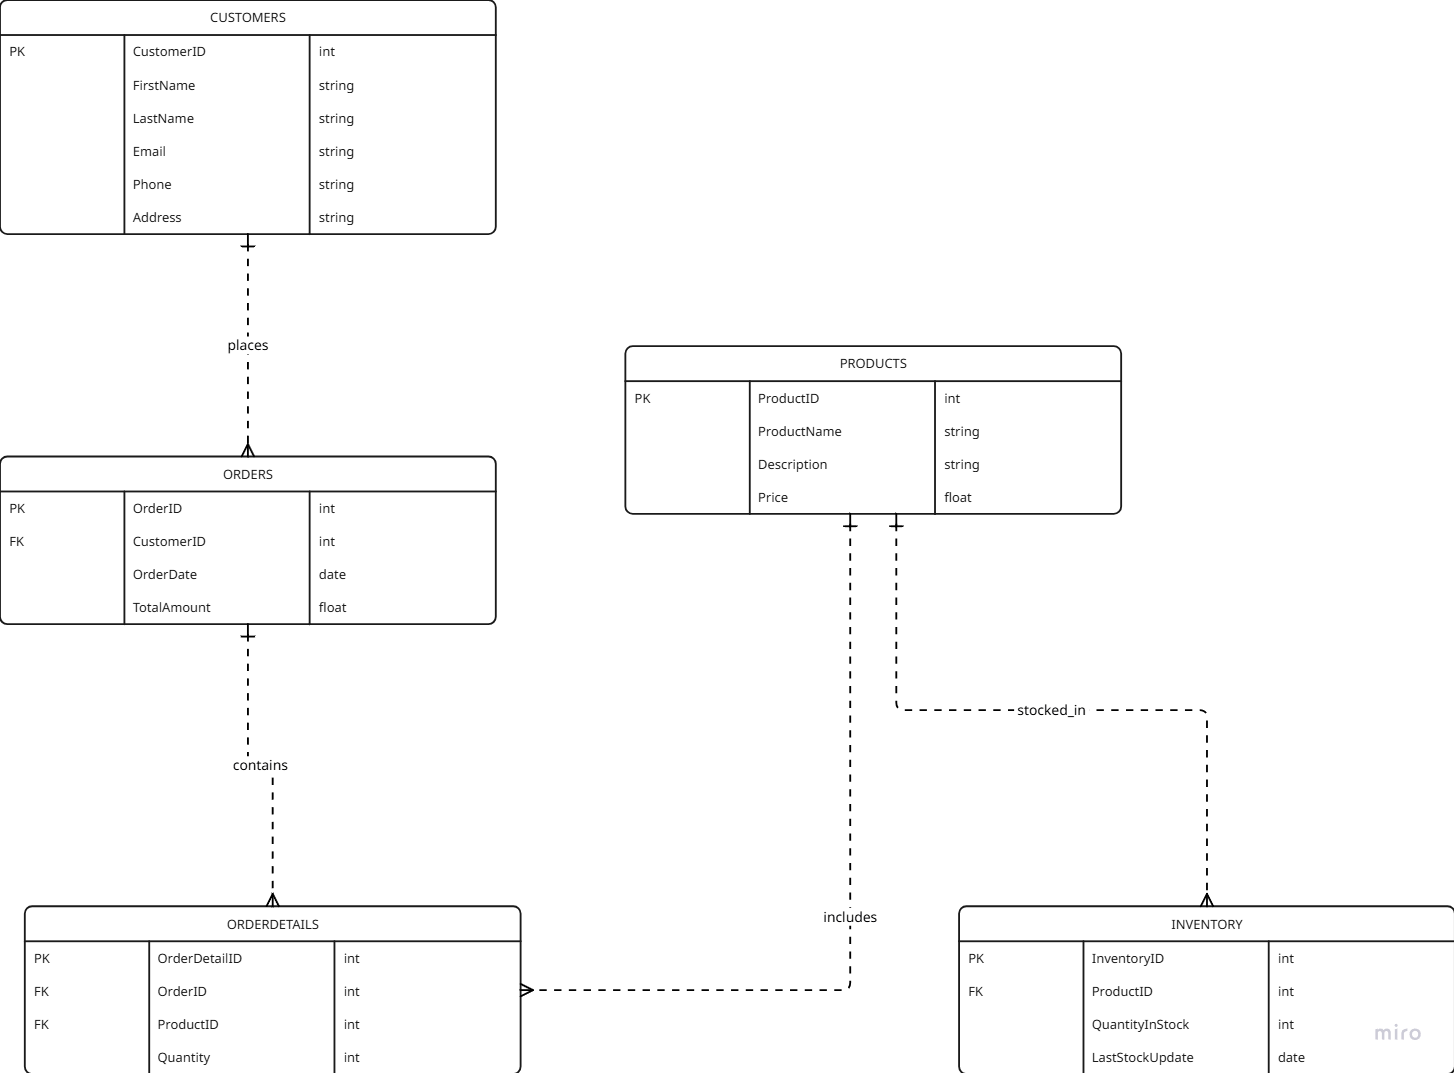 CUSTOMERS
PK CustomerID int
FirstName string
LastName string
Email string
Phone string
Address string
places
ORDERS
PK OrderID int
FK CustomerID int
OrderDate date
TotalAmount float
contains
PRODUCTS
PK ProductID int
ProductName string
Description string
Price float
stocked_in
includes
ORDERDETAILS
PK OrderDetailID int
FK OrderID int
FK ProductID int
Quantity int
INVENTORY
PK InventoryID int
FK ProductID int
QuantityInStock int
LastStockUpdate date
miro